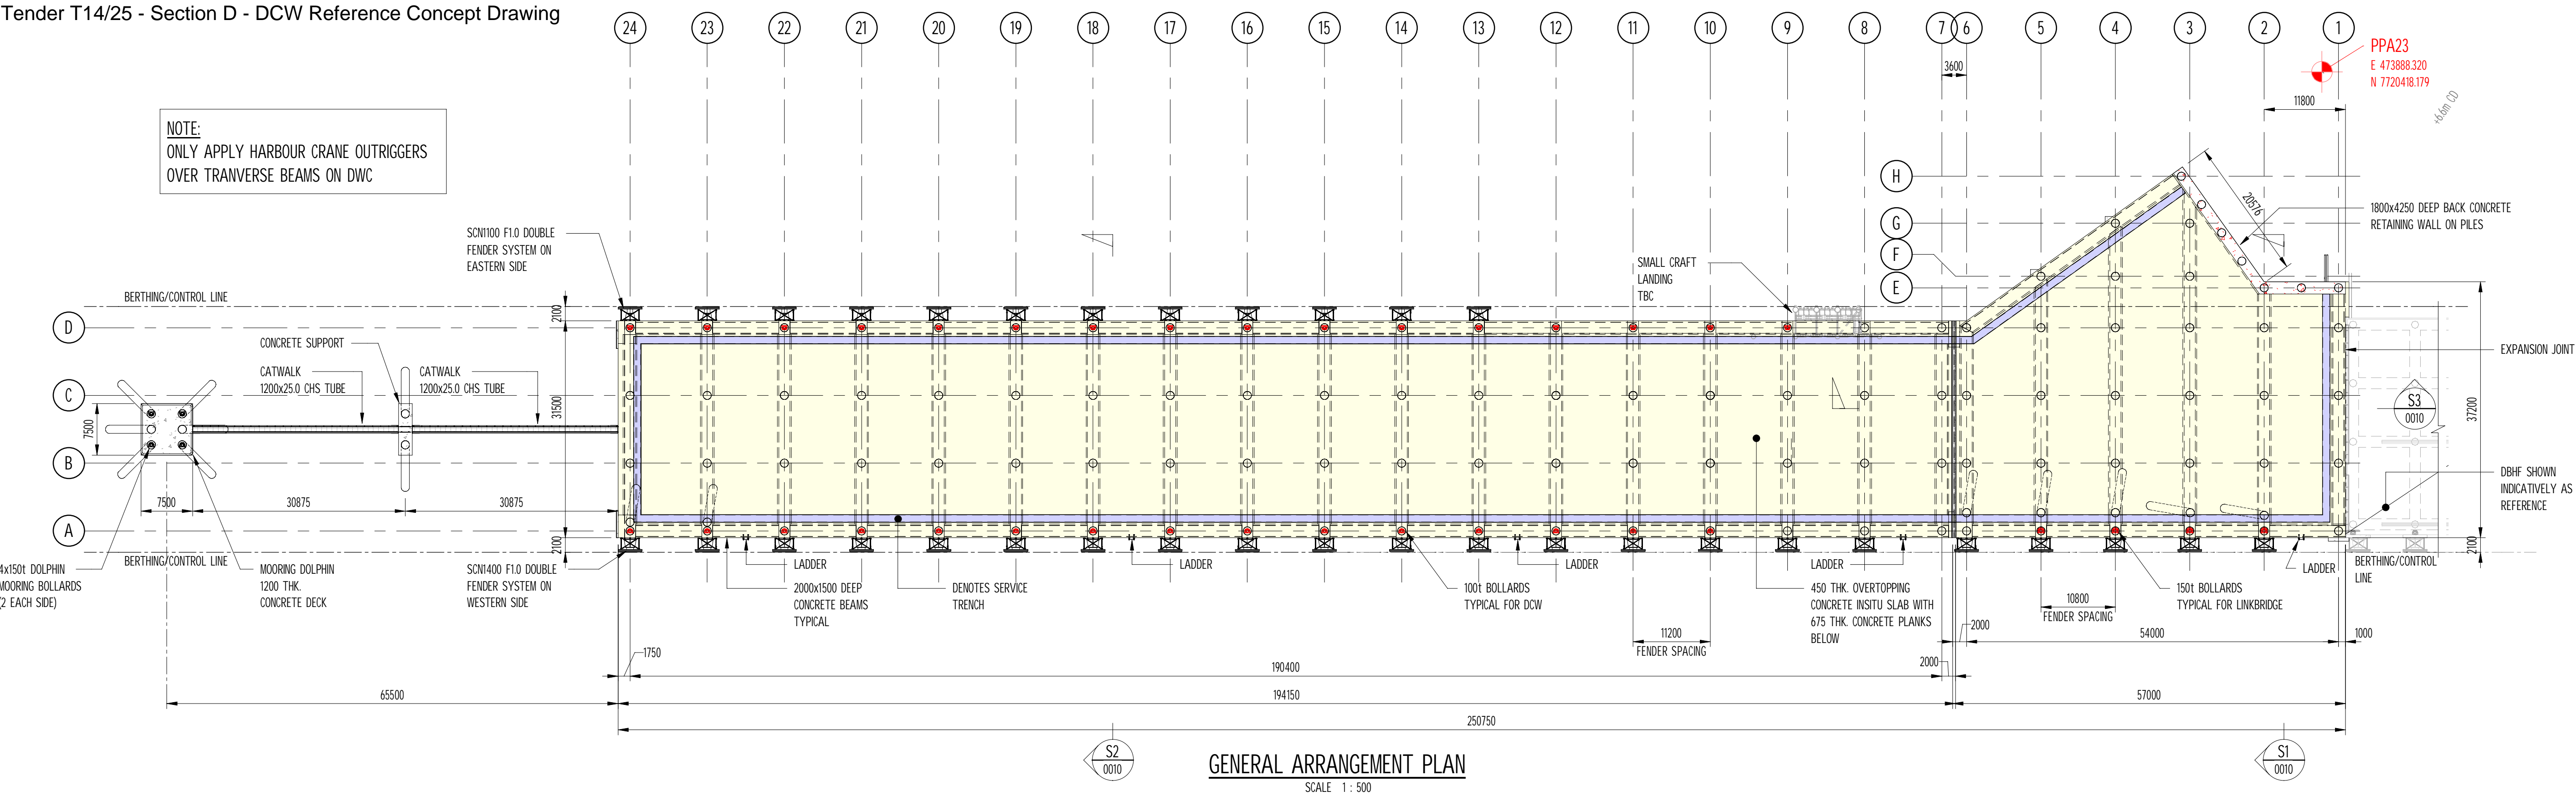 Tender T14/25 - Section D - DCW Reference Concept Drawing
24 23 22 21 20 19 18 17 16 15 14 13 12 11 10 9 8 7 6 5 4 3 2 1
PPA23
E 473888.320
N 7720418.179
+6.6m CD
3600
11800
NOTE:
ONLY APPLY HARBOUR CRANE OUTRIGGERS
OVER TRANVERSE BEAMS ON DWC
H
G
F
E
20576
1800x4250 DEEP BACK CONCRETE
RETAINING WALL ON PILES
SCN1100 F1.0 DOUBLE
FENDER SYSTEM ON
EASTERN SIDE
SMALL CRAFT
LANDING
TBC
BERTHING/CONTROL LINE
2100
D
C
B
A
CONCRETE SUPPORT
CATWALK
1200x25.0 CHS TUBE
CATWALK
1200x25.0 CHS TUBE
31500
7500
7500
30875
30875
2100
EXPANSION JOINT
S3
0010
37200
DBHF SHOWN
INDICATIVELY AS
REFERENCE
2100
BERTHING/CONTROL LINE
4x150t DOLPHIN
MOORING BOLLARDS
(2 EACH SIDE)
MOORING DOLPHIN
1200 THK.
CONCRETE DECK
SCN1400 F1.0 DOUBLE
FENDER SYSTEM ON
WESTERN SIDE
LADDER
2000x1500 DEEP
CONCRETE BEAMS
TYPICAL
DENOTES SERVICE
TRENCH
LADDER
100t BOLLARDS
TYPICAL FOR DCW
LADDER
LADDER
450 THK. OVERTOPPING
CONCRETE INSITU SLAB WITH
675 THK. CONCRETE PLANKS
BELOW
150t BOLLARDS
TYPICAL FOR LINKBRIDGE
LADDER
BERTHING/CONTROL
LINE
10800
FENDER SPACING
11200
FENDER SPACING
2000
54000
1000
1750
190400
2000
65500
194150
57000
250750
S2
0010
S1
0010
GENERAL ARRANGEMENT PLAN
SCALE 1 : 500